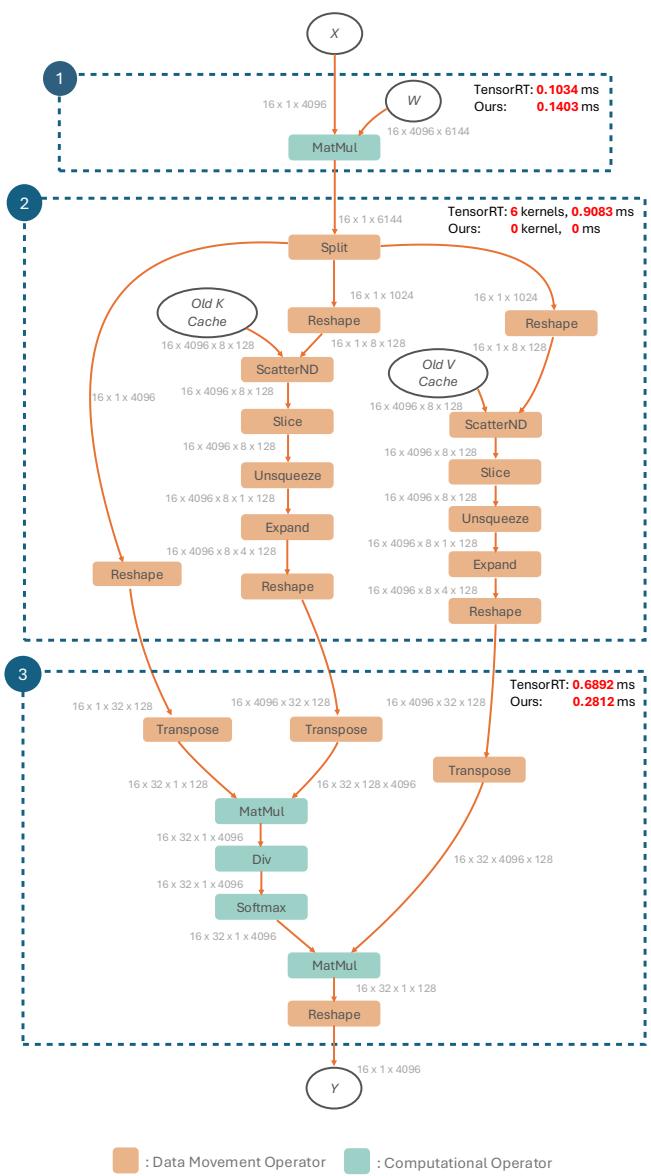 X
1
TensorRT: 0.1034 ms
Ours: 0.1403 ms
16 x 1 x 4096
W
16 x 4096 x 6144
MatMul
2
TensorRT: 6 kernels, 0.9083 ms
Ours: 0 kernel, 0 ms
16 x 1 x 6144
Split
Old K
Cache
16 x 1 x 1024
16 x 1 x 1024
Reshape
Reshape
16 x 4096 x 8 x 128
16 x 1 x 8 x 128
16 x 1 x 8 x 128
Old V
Cache
ScatterND
16 x 4096 x 8 x 128
16 x 1 x 4096
16 x 4096 x 8 x 128
Slice
ScatterND
16 x 4096 x 8 x 128
16 x 4096 x 8 x 128
Unsqueeze
Slice
16 x 4096 x 8 x 1 x 128
16 x 4096 x 8 x 128
Expand
Unsqueeze
16 x 4096 x 8 x 4 x 128
16 x 4096 x 8 x 1 x 128
Reshape
Reshape
Expand
16 x 4096 x 8 x 4 x 128
Reshape
3
TensorRT: 0.6892 ms
Ours: 0.2812 ms
16 x 1 x 32 x 128
16 x 4096 x 32 x 128
16 x 4096 x 32 x 128
Transpose
Transpose
Transpose
16 x 32 x 1 x 128
16 x 32 x 128 x 4096
MatMul
16 x 32 x 1 x 4096
Div
16 x 32 x 4096 x 128
16 x 32 x 1 x 4096
Softmax
16 x 32 x 1 x 4096
MatMul
16 x 32 x 1 x 128
Reshape
16 x 1 x 4096
Y
: Data Movement Operator
: Computational Operator